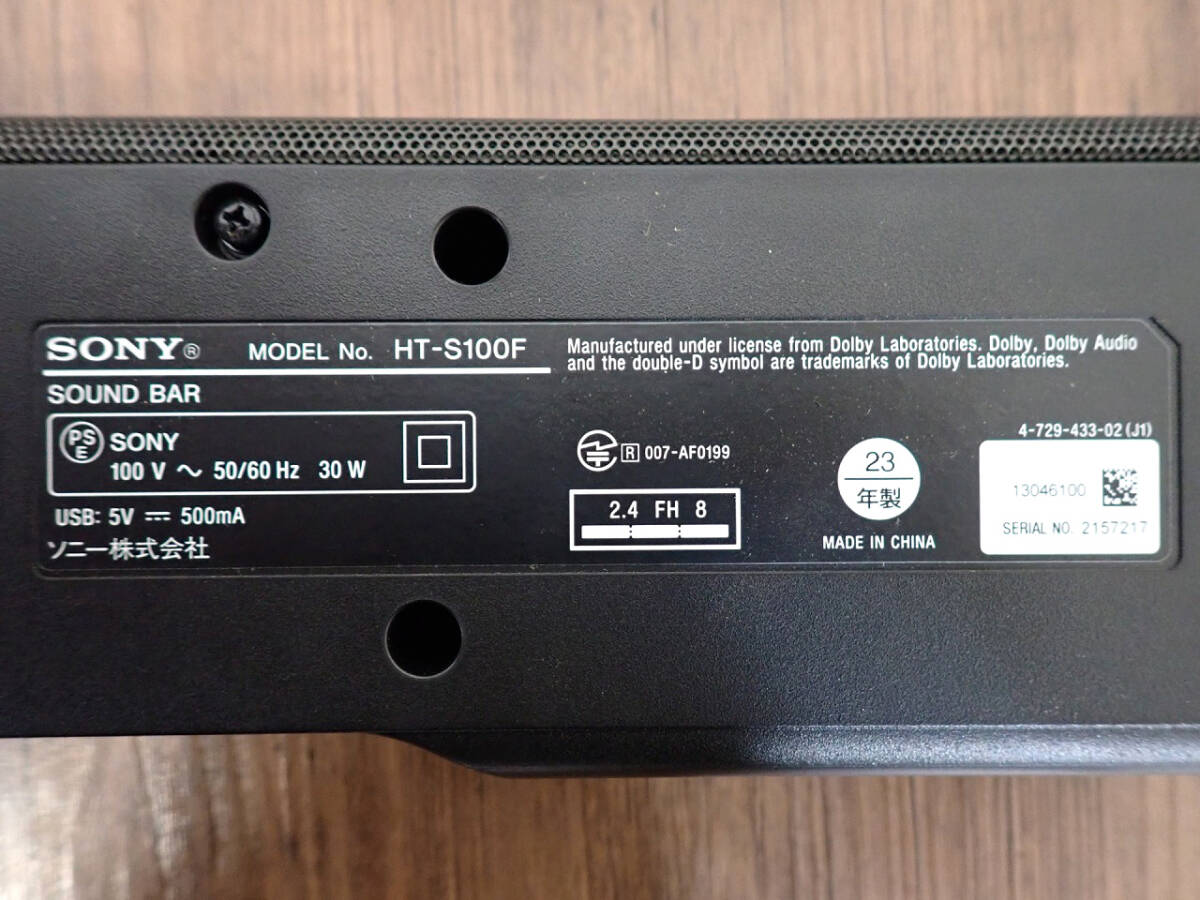 SONY® MODEL No. HT-S100F
SOUND BAR
PS
E
SONY
100 V ～ 50/60 Hz 30 W
USB: 5V ⎓ 500mA
ソニー株式会社
Manufactured under license from Dolby Laboratories. Dolby, Dolby Audio
and the double-D symbol are trademarks of Dolby Laboratories.
R 007-AF0199
2.4 FH 8
23
年製
MADE IN CHINA
4-729-433-02 (J1)
13046100
SERIAL NO. 2157217